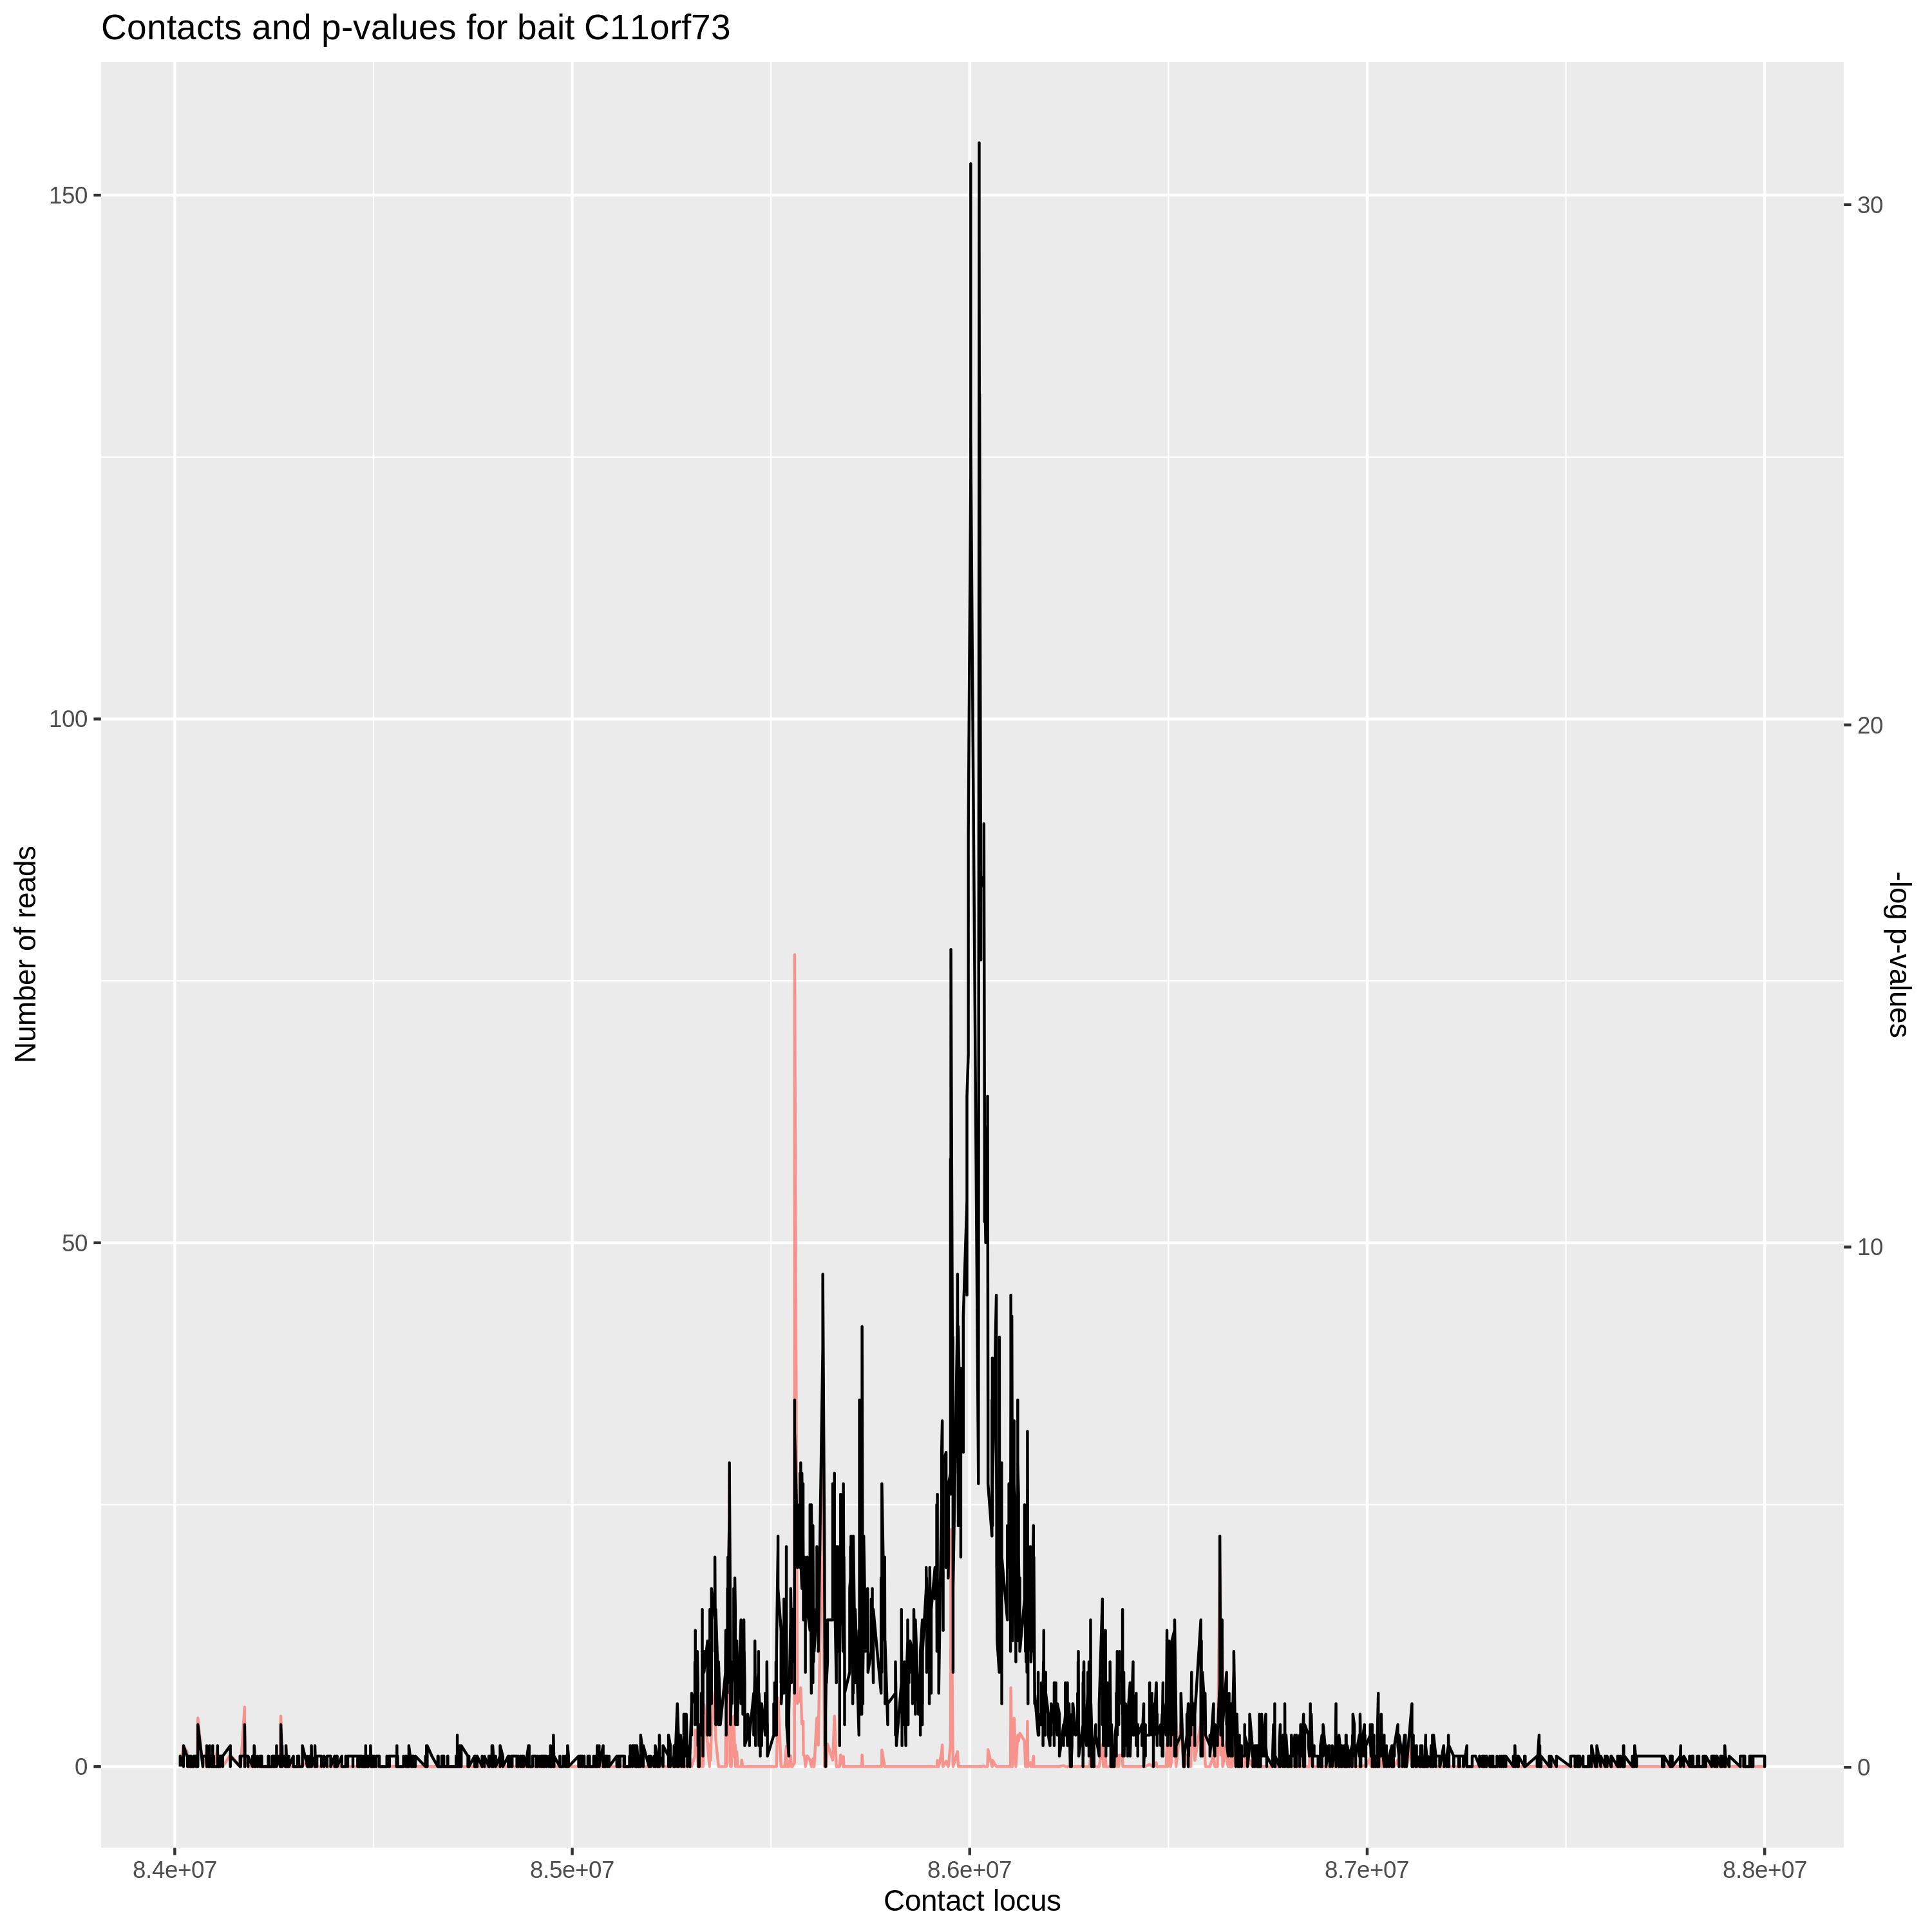 Contacts and p-values for bait C11orf73
150
100
50
0
Number of reads
30
20
10
0
-log p-values
8.4e+07
8.5e+07
8.6e+07
8.7e+07
8.8e+07
Contact locus